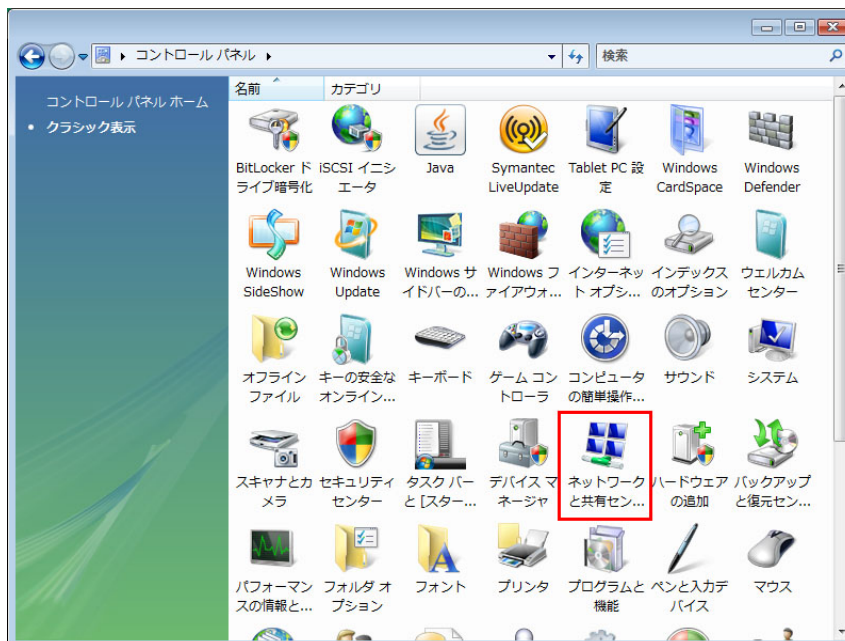 コントロール パネル
検索
コントロール パネル ホーム
• クラシック表示
名前 カテゴリ
BitLocker ド
ライブ暗号化
iSCSI イニシ
エータ
Java
Symantec
LiveUpdate
Tablet PC 設
定
Windows
CardSpace
Windows
Defender
Windows
SideShow
Windows
Update
Windows サ
イドバーの...
Windows フ
ァイアウォ...
インターネッ
ト オプシ...
インデックス
のオプション
ウェルカム
センター
オフライン
ファイル
キーの安全な
オンライン...
キーボード
ゲーム コン
トローラ
コンピュータ
の簡単操作...
サウンド
システム
スキャナとカ
メラ
セキュリティ
センター
タスク バー
と [スター...
デバイス マ
ネージャ
ネットワーク
と共有セン...
ハードウェア
の追加
バックアップ
と復元セン...
パフォーマン
スの情報と...
フォルダ オ
プション
フォント
プリンタ
プログラムと
機能
ペンと入力デ
バイス
マウス